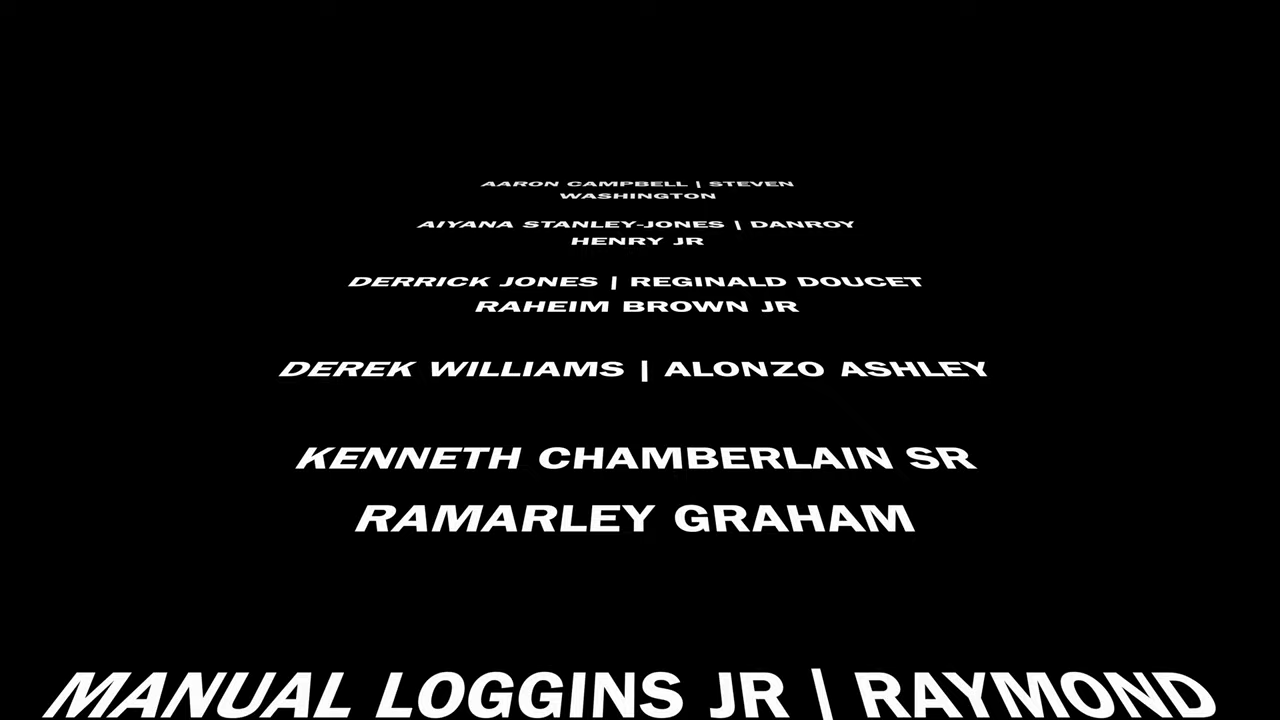 AARON CAMPBELL | STEVEN
WASHINGTON
AIYANA STANLEY-JONES | DANROY
HENRY JR
DERRICK JONES | REGINALD DOUCET
RAHEIM BROWN JR
DEREK WILLIAMS | ALONZO ASHLEY
KENNETH CHAMBERLAIN SR
RAMARLEY GRAHAM
MANUAL LOGGINS JR | RAYMOND